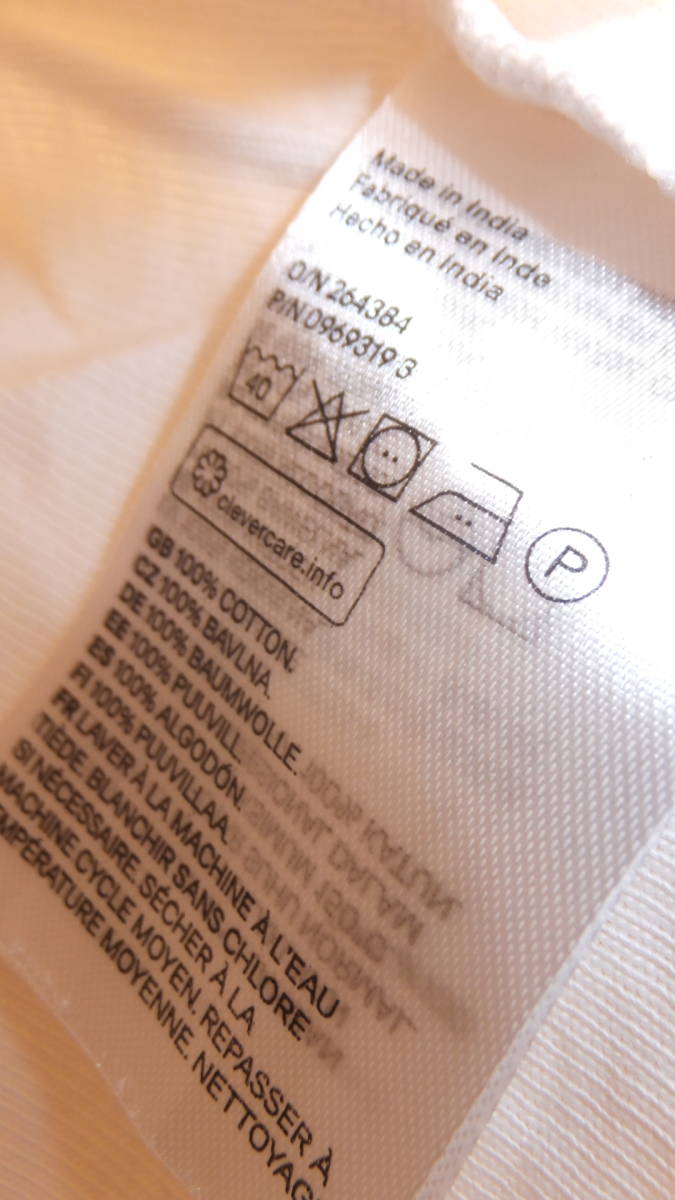 Made in India
Fabriqué en Inde
Hecho en India
O/N 264384
P/N D969319 3
40
P
clevercare.info
GB 100% COTTON.
CZ 100% BAVLNA.
DE 100% BAUMWOLLE.
EE 100% PUUVILL.
ES 100% ALGODÓN.
FI 100% PUUVILLAA.
FR LAVER À LA MACHINE À L'EAU
TIÈDE. BLANCHIR SANS CHLORE
SI NÉCESSAIRE. SÉCHER À LA
MACHINE CYCLE MOYEN. REPASSER À
TEMPÉRATURE MOYENNE. NETTOYAG